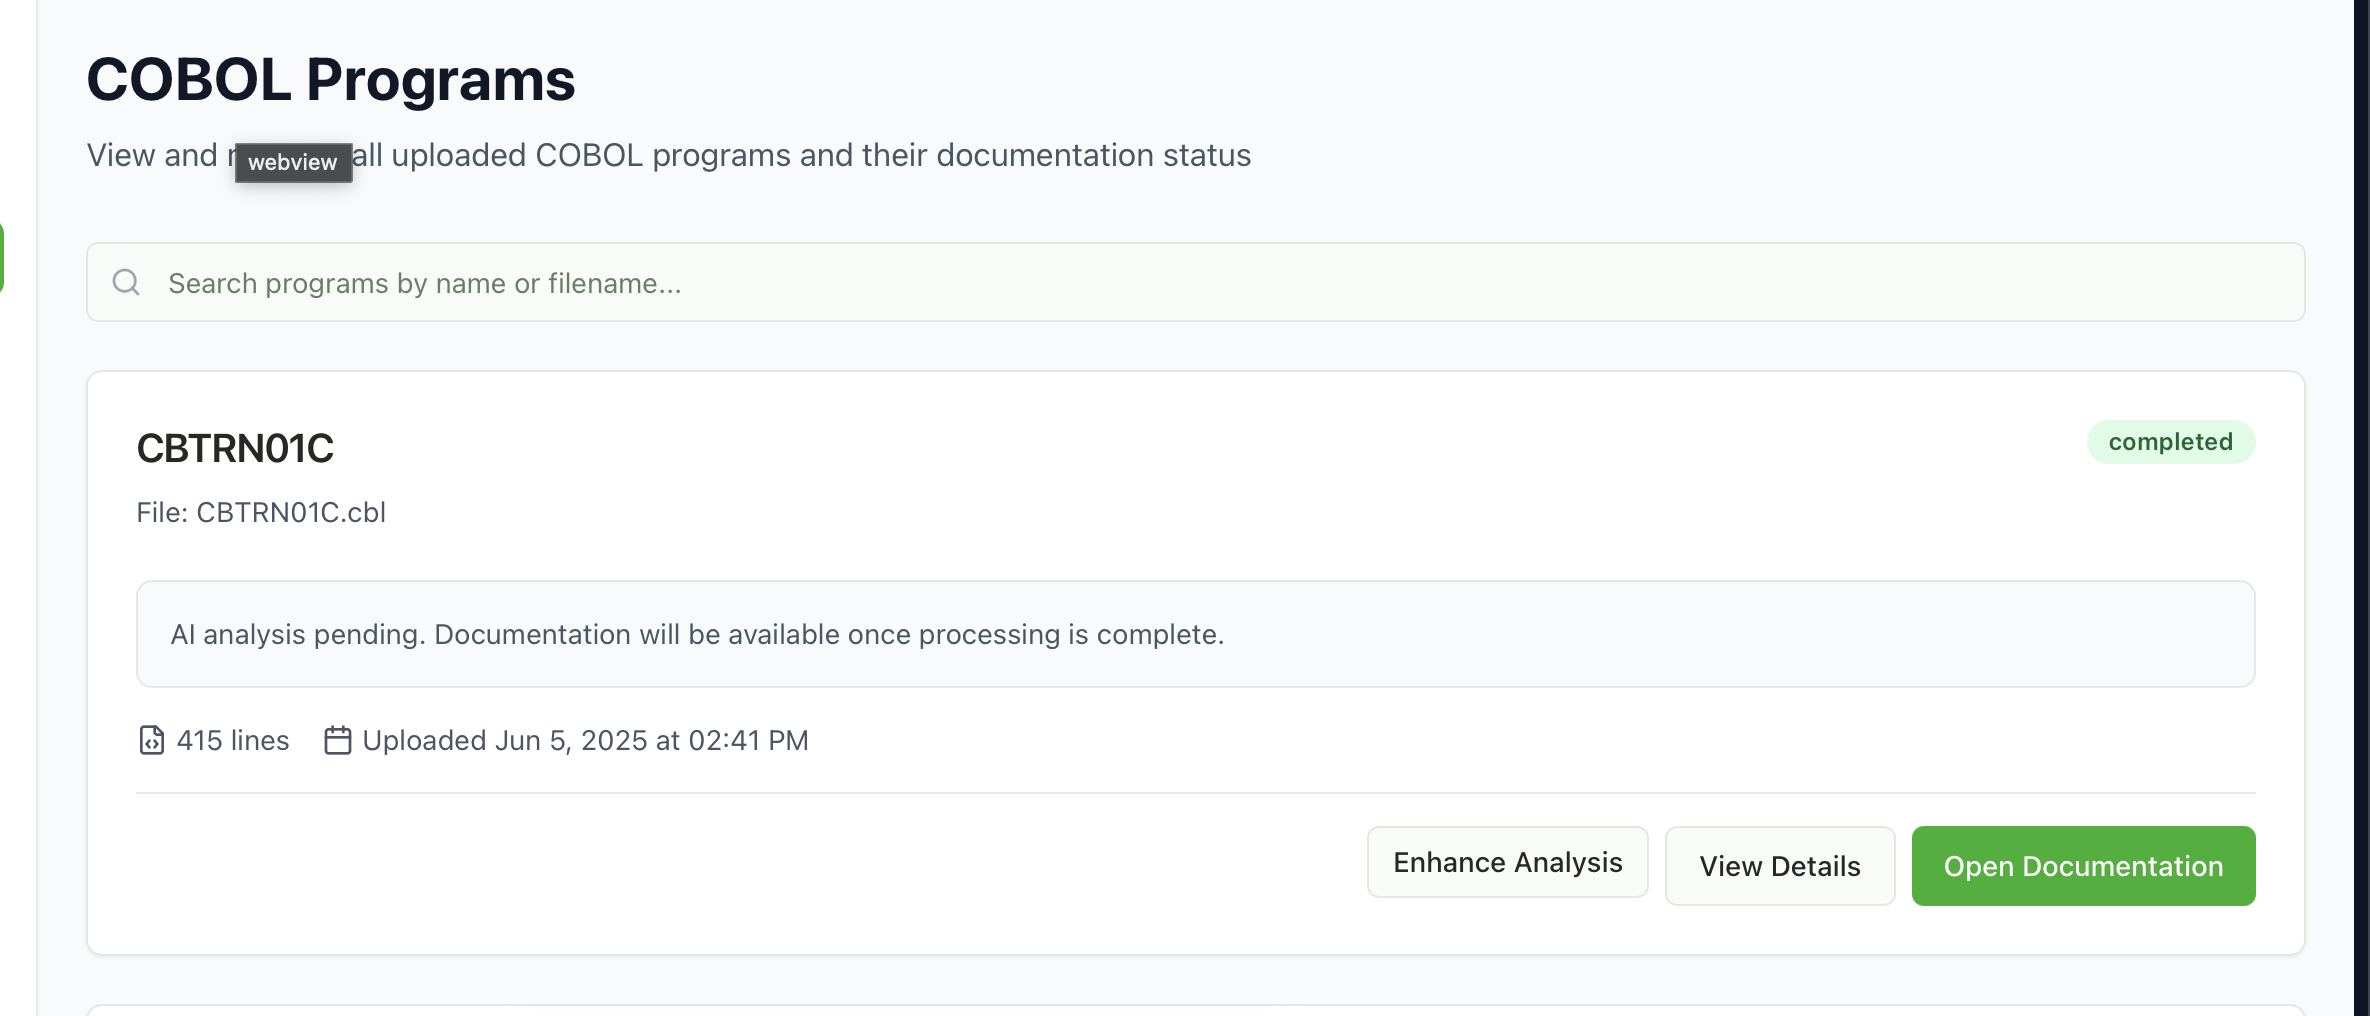 COBOL Programs
View and all uploaded COBOL programs and their documentation status
webview
Search programs by name or filename...
CBTRN01C
completed
File: CBTRN01C.cbl
AI analysis pending. Documentation will be available once processing is complete.
415 lines Uploaded Jun 5, 2025 at 02:41 PM
Enhance Analysis View Details Open Documentation